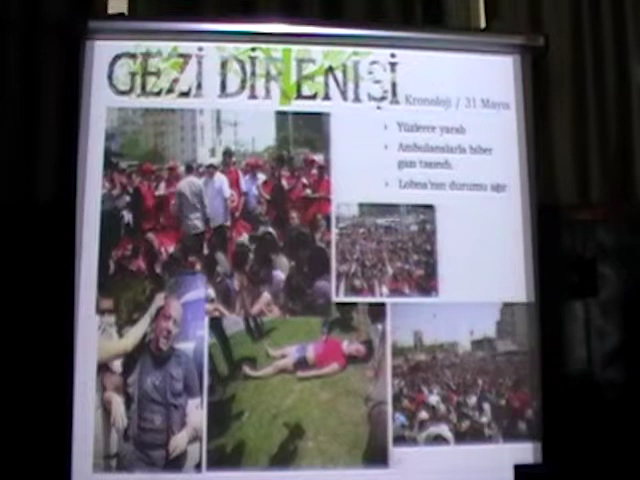 GEZİ DİRENİŞİ
Kronoloji / 31 Mayıs
› Yüzlerce yaralı
› Ambulanslarla biber
gazı taşındı.
› Lobna'nın durumu ağır